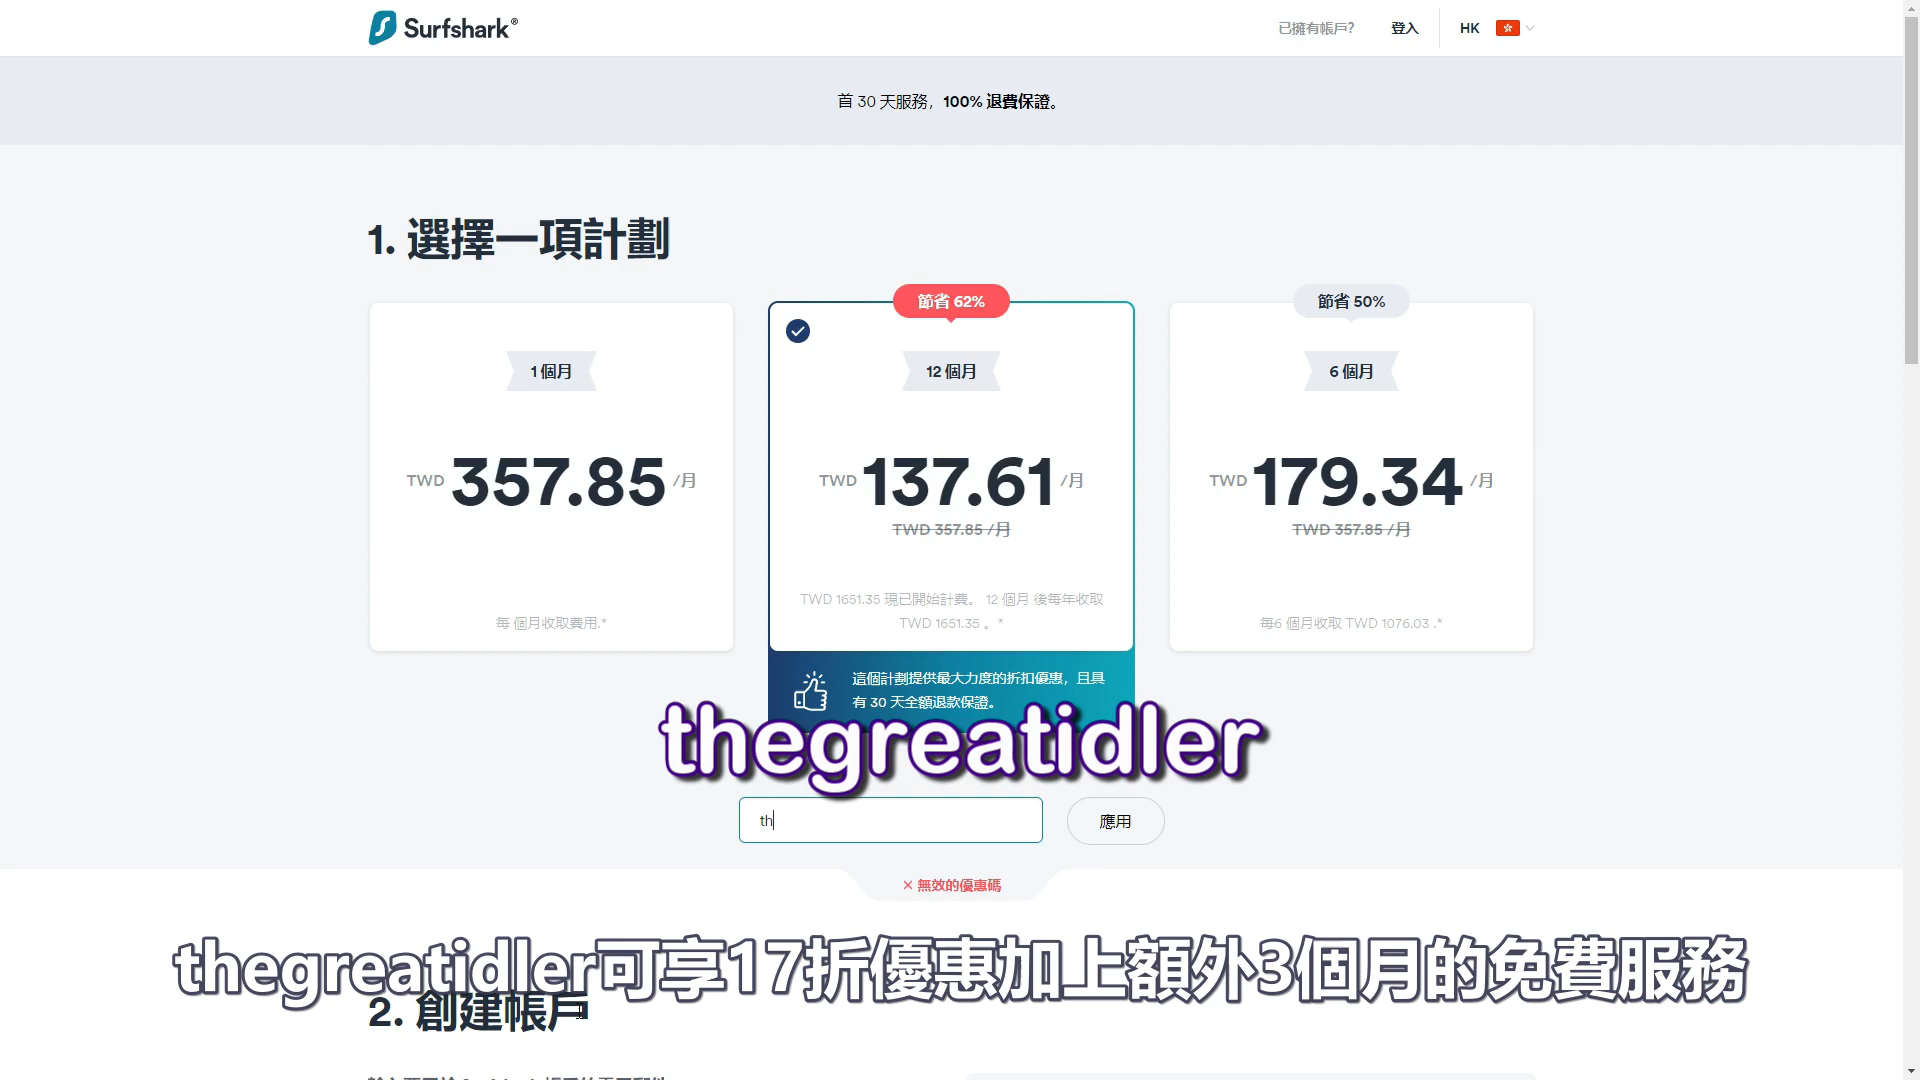 Surfshark®
已擁有帳戶？
登入
HK
首 30 天服務，100% 退費保證。
1. 選擇一項計劃
1 個月
TWD 357.85 /月
每 個月收取費用.*
節省 62%
12 個月
TWD 137.61 /月
TWD 357.85 /月
TWD 1651.35 現已開始計費。 12 個月 後每年收取
TWD 1651.35 。*
這個計劃提供最大力度的折扣優惠，且具
有 30 天全額退款保證。
節省 50%
6 個月
TWD 179.34 /月
TWD 357.85 /月
每6 個月收取 TWD 1076.03 .*
thegreatidler
th
應用
× 無效的優惠碼
thegreatidler可享17折優惠加上額外3個月的免費服務
2. 創建帳戶